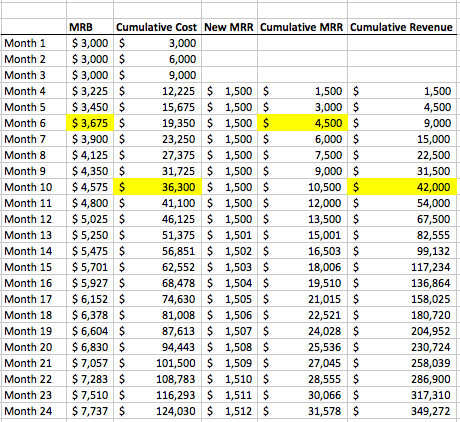 MRB Cumulative Cost New MRR Cumulative MRR Cumulative Revenue
Month 1 $ 3,000 $ 3,000
Month 2 $ 3,000 $ 6,000
Month 3 $ 3,000 $ 9,000
Month 4 $ 3,225 $ 12,225 $ 1,500 $ 1,500 $ 1,500
Month 5 $ 3,450 $ 15,675 $ 1,500 $ 3,000 $ 4,500
Month 6 $ 3,675 $ 19,350 $ 1,500 $ 4,500 $ 9,000
Month 7 $ 3,900 $ 23,250 $ 1,500 $ 6,000 $ 15,000
Month 8 $ 4,125 $ 27,375 $ 1,500 $ 7,500 $ 22,500
Month 9 $ 4,350 $ 31,725 $ 1,500 $ 9,000 $ 31,500
Month 10 $ 4,575 $ 36,300 $ 1,500 $ 10,500 $ 42,000
Month 11 $ 4,800 $ 41,100 $ 1,500 $ 12,000 $ 54,000
Month 12 $ 5,025 $ 46,125 $ 1,500 $ 13,500 $ 67,500
Month 13 $ 5,250 $ 51,375 $ 1,501 $ 15,001 $ 82,555
Month 14 $ 5,475 $ 56,851 $ 1,502 $ 16,503 $ 99,132
Month 15 $ 5,701 $ 62,552 $ 1,503 $ 18,006 $ 117,234
Month 16 $ 5,927 $ 68,478 $ 1,504 $ 19,510 $ 136,864
Month 17 $ 6,152 $ 74,630 $ 1,505 $ 21,015 $ 158,025
Month 18 $ 6,378 $ 81,008 $ 1,506 $ 22,521 $ 180,720
Month 19 $ 6,604 $ 87,613 $ 1,507 $ 24,028 $ 204,952
Month 20 $ 6,830 $ 94,443 $ 1,508 $ 25,536 $ 230,724
Month 21 $ 7,057 $ 101,500 $ 1,509 $ 27,045 $ 258,039
Month 22 $ 7,283 $ 108,783 $ 1,510 $ 28,555 $ 286,900
Month 23 $ 7,510 $ 116,293 $ 1,511 $ 30,066 $ 317,310
Month 24 $ 7,737 $ 124,030 $ 1,512 $ 31,578 $ 349,272